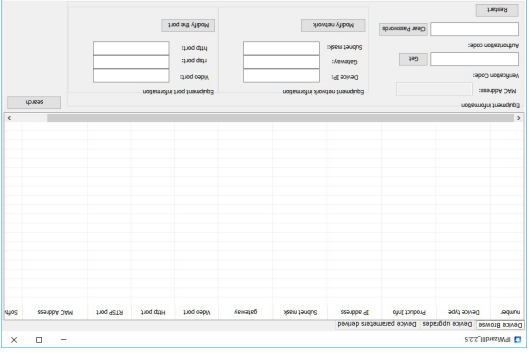 IPWizardIII_2.2.5
Device Browse Device upgrades Device parameters derived
number Device type Product Info IP address Subnet mask gateway Video port Http port RTSP port MAC Address Softv
search
Equipment information
MAC Address:
Verification Code:
Get
Authorization code:
Clear Passwords
Restart
Equipment network information
Device IP:
Gateway:
Subnet mask:
Modify network
Equipment port information
Video port:
rtsp port:
http port:
Modify the port